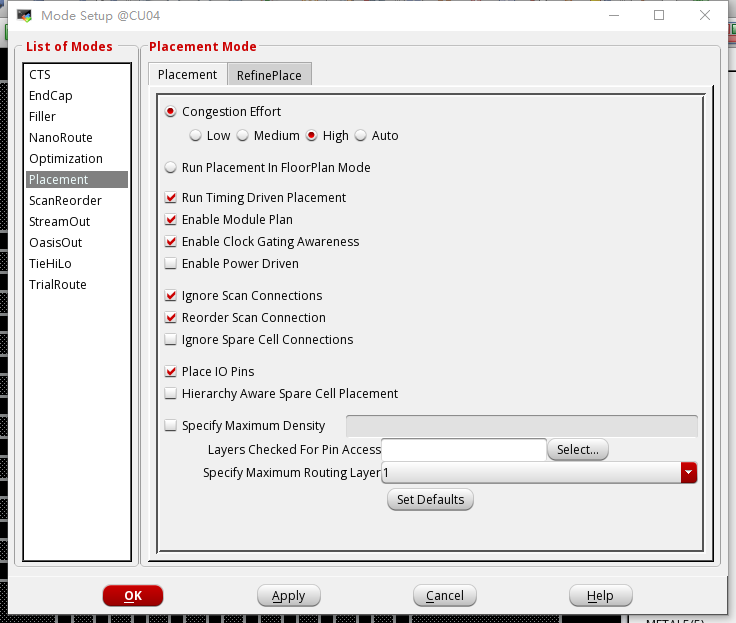 Mode Setup @CU04
List of Modes
CTS
EndCap
Filler
NanoRoute
Optimization
Placement
ScanReorder
StreamOut
OasisOut
TieHiLo
TrialRoute
Placement Mode
Placement
RefinePlace
Congestion Effort
Low Medium High Auto
Run Placement In FloorPlan Mode
Run Timing Driven Placement
Enable Module Plan
Enable Clock Gating Awareness
Enable Power Driven
Ignore Scan Connections
Reorder Scan Connection
Ignore Spare Cell Connections
Place IO Pins
Hierarchy Aware Spare Cell Placement
Specify Maximum Density
Layers Checked For Pin Access Select...
Specify Maximum Routing Layer 1
Set Defaults
OK Apply Cancel Help